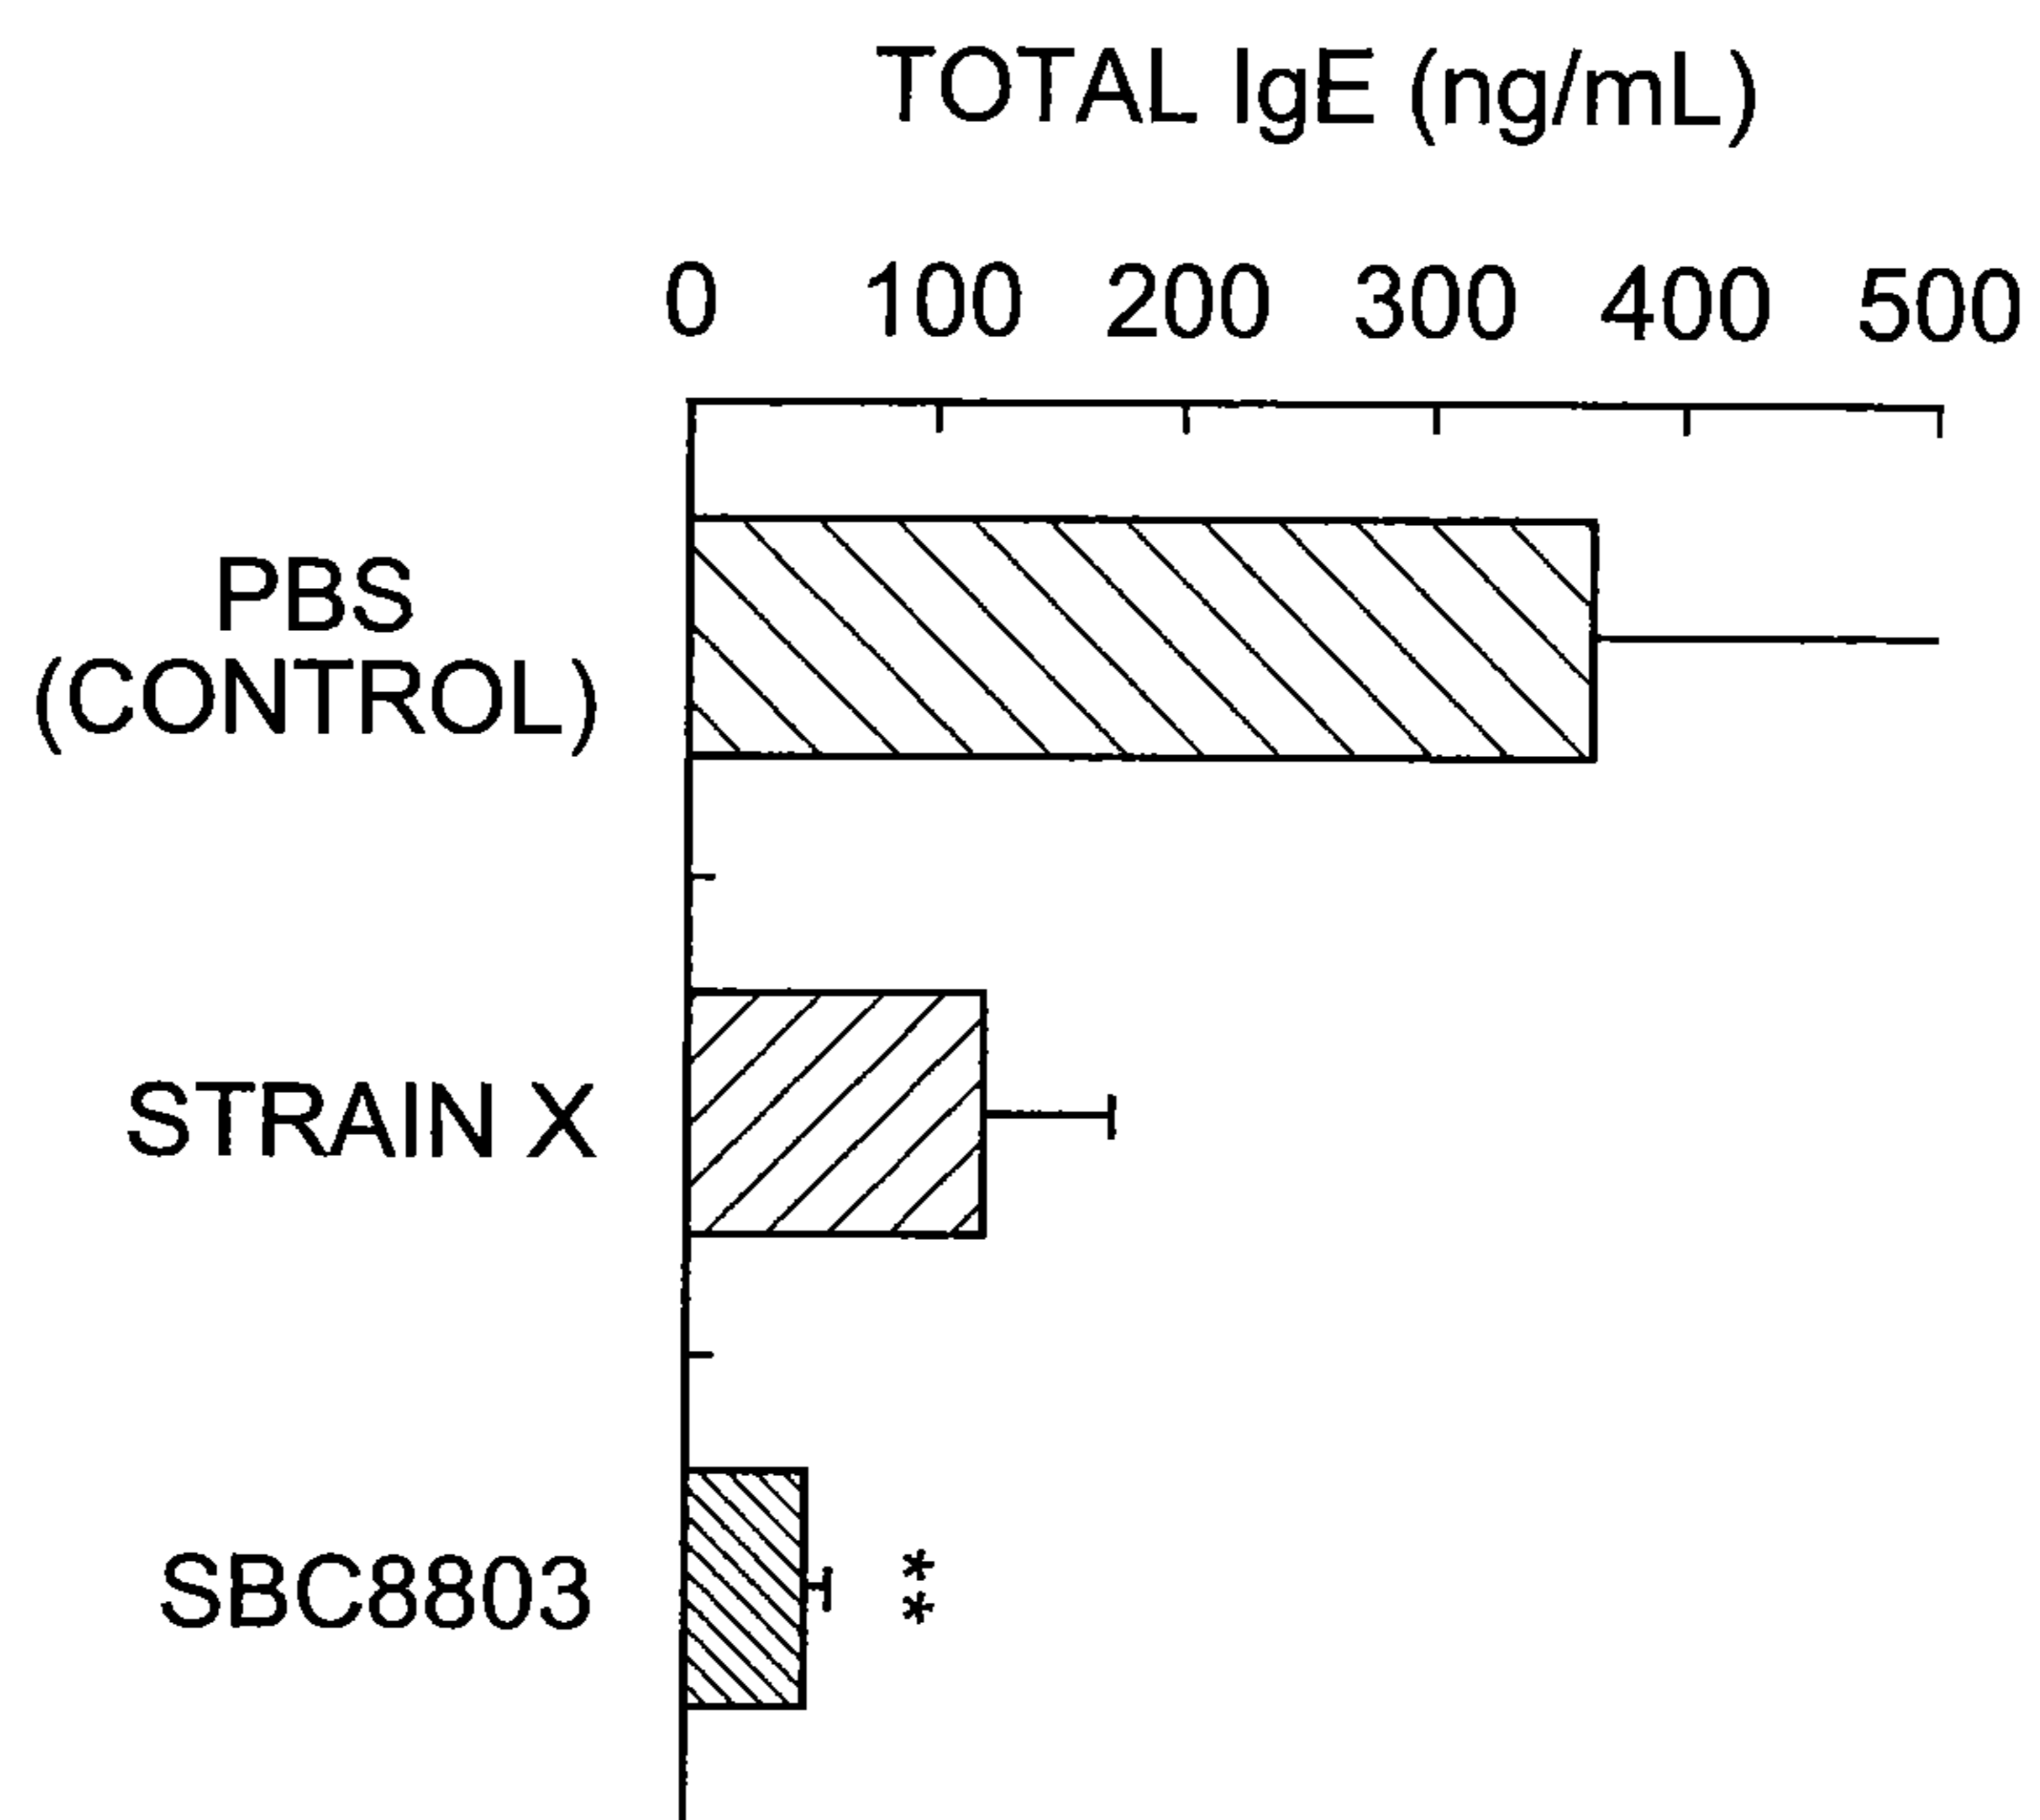 TOTAL IgE (ng/mL)
0 100 200 300 400 500
PBS
(CONTROL)
STRAIN X
SBC8803
**